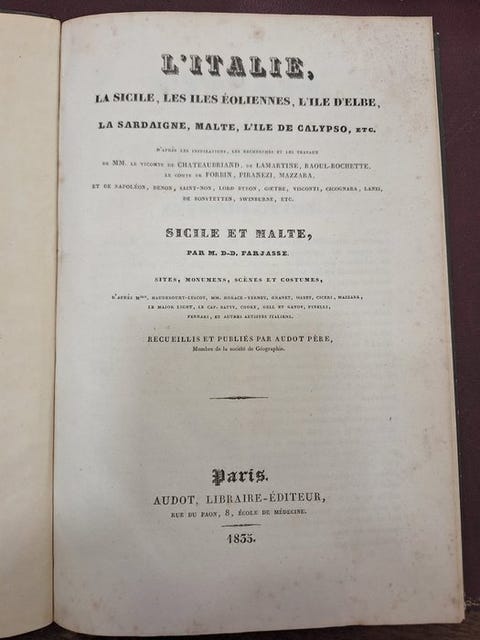 L'ITALIE,
LA SICILE, LES ILES ÉOLIENNES, L'ILE D'ELBE,
LA SARDAIGNE, MALTE, L'ILE DE CALYPSO, ETC.
D'APRÈS LES INSPIRATIONS, LES RECHERCHES ET LES TRAVAUX
DE MM. LE VICOMTE DE CHATEAUBRIAND, DE LAMARTINE, RAOUL-ROCHETTE,
LE COMTE DE FORBIN, PIRANEZI, MAZZARA,
ET DE NAPOLÉON, DENON, SAINT-NON, LORD BYRON, GOETHE, VISCONTI, CICOGNARA, LANZI,
DE BONSTETTEN, SWINBURNE, ETC.
SICILE ET MALTE,
PAR M. D-D. FARJASSE.
SITES, MONUMENS, SCÈNES ET COSTUMES,
D'APRÈS Mme. HAUDEBOURT-LESCOT, MM. HORACE-VERNET, GRANET, ISABEY, CICERI, MAZZARA,
LE MAJOR LIGHT, LE CAP. BATTY, COOKE, GELL ET GANDY, PINELLI,
FERRARI, ET AUTRES ARTISTES ITALIENS.
RECUEILLIS ET PUBLIÉS PAR AUDOT PÈRE,
Membre de la société de Géographie.
Paris.
AUDOT, LIBRAIRE-ÉDITEUR,
RUE DU PAON, 8, ÉCOLE DE MÉDECINE.
1835.